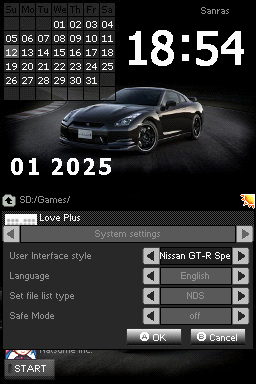 Su Mo Tu We Th Fr Sa
01 02 03 04
05 06 07 08 09 10 11
12 13 14 15 16 17 18
19 20 21 22 23 24 25
26 27 28 29 30 31
Sanras
18:54
01 2025
SD:/Games/
Love Plus
System settings
User Interface style Nissan GT-R Spe
Language English
Set file list type NDS
Safe Mode off
A OK B Cancel
Natsume Inc.
START